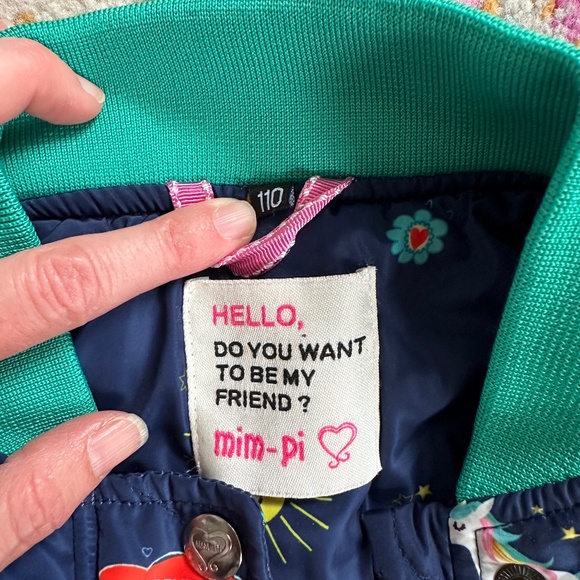 110
HELLO,
DO YOU WANT
TO BE MY
FRIEND ?
mim-pi